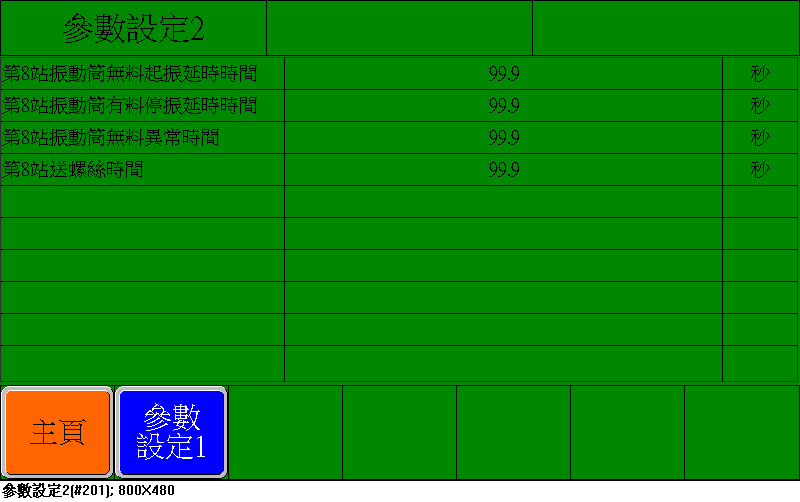 參數設定2
第8站振動筒無料起振延時時間 99.9 秒
第8站振動筒有料停振延時時間 99.9 秒
第8站振動筒無料異常時間 99.9 秒
第8站送螺絲時間 99.9 秒
主頁
參數
設定1
參數設定2(#201); 800X480